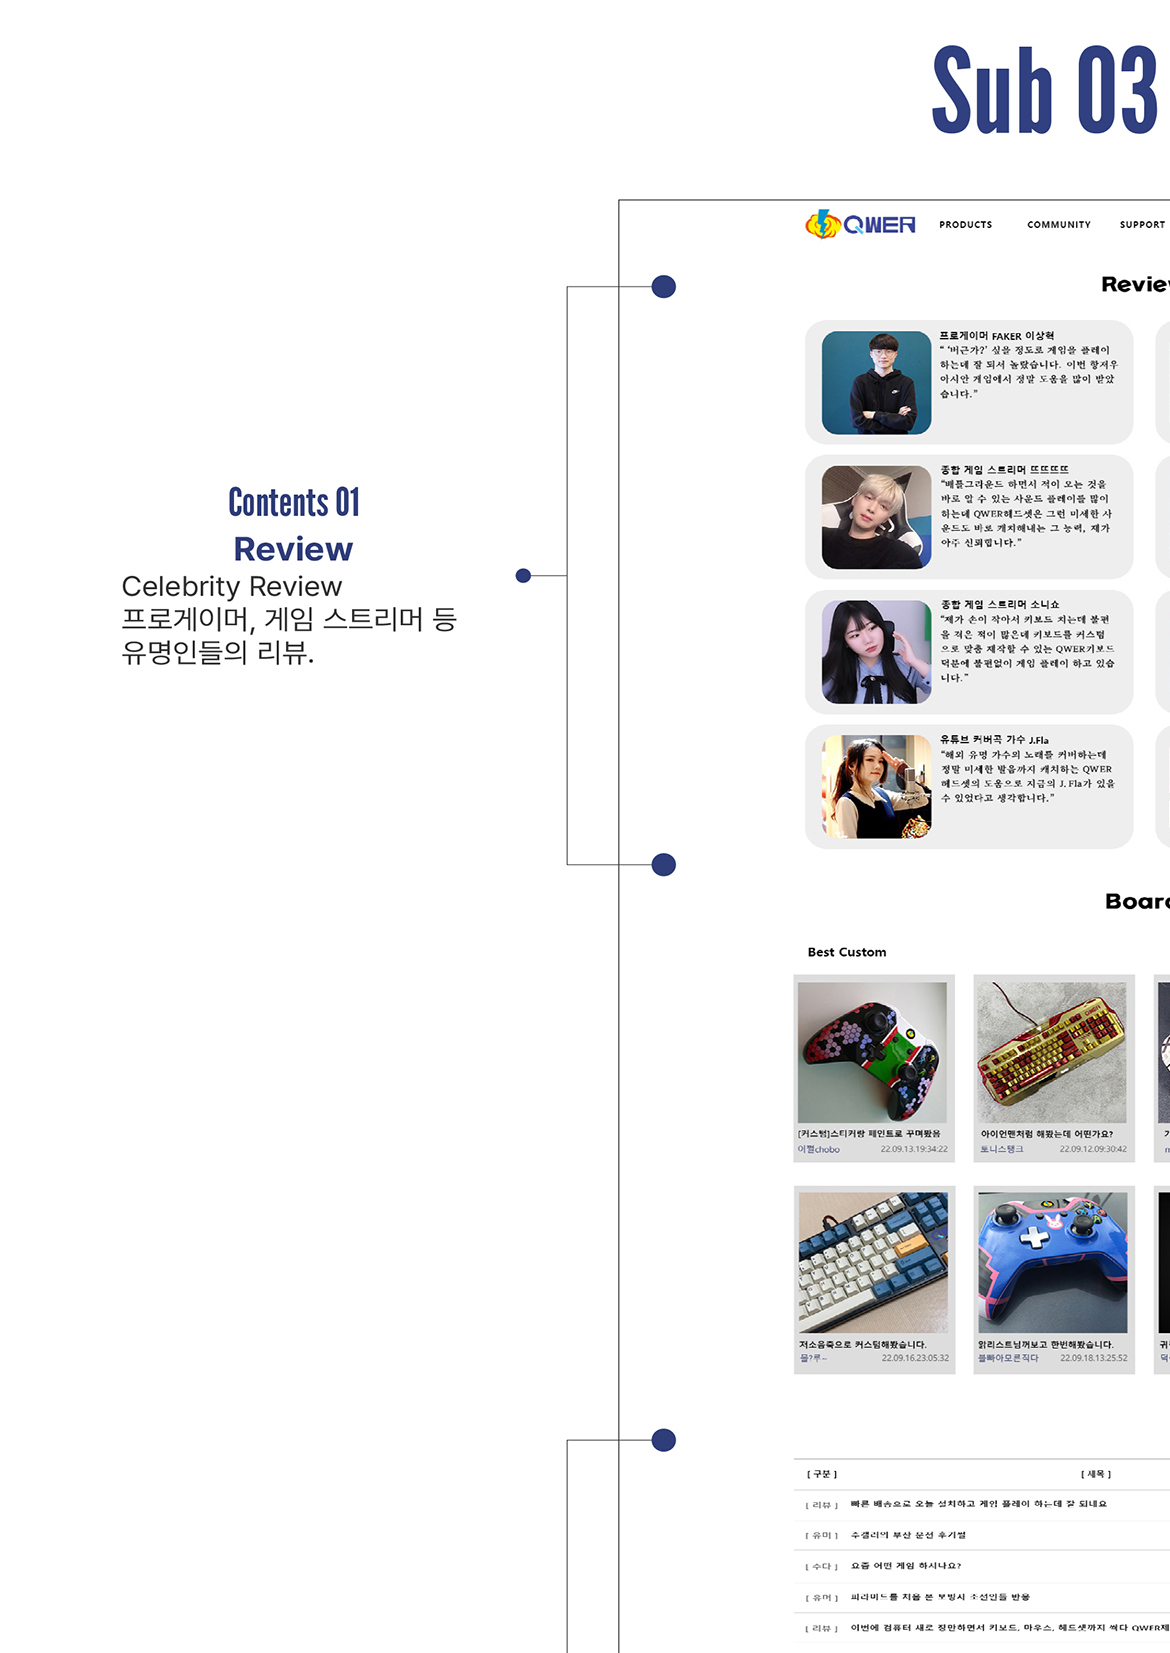 Sub 03
QWER
PRODUCTS
COMMUNITY
SUPPORT
Review
프로게이머 FAKER 이상혁
“ ‘버근가?’ 싶을 정도로 게임을 플레이
하는데 잘 되서 놀랐습니다. 이번 항저우
아시안 게임에서 정말 도움을 많이 받았
습니다.”
종합 게임 스트리머 뜨뜨뜨뜨
“배틀그라운드 하면서 적이 오는 것을
바로 알 수 있는 사운드 플레이를 많이
하는데 QWER헤드셋은 그런 미세한 사
운드도 바로 캐치해내는 그 능력, 제가
아주 신뢰합니다.”
종합 게임 스트리머 소니쇼
“제가 손이 작아서 키보드 치는데 불편
을 겪은 적이 많은데 키보드를 커스텀
으로 맞춤 제작할 수 있는 QWER키보드
덕분에 불편없이 게임 플레이 하고 있습
니다.”
유튜브 커버곡 가수 J.Fla
“해외 유명 가수의 노래를 커버하는데
정말 미세한 발음까지 캐치하는 QWER
헤드셋의 도움으로 지금의 J.Fla가 있을
수 있었다고 생각합니다.”
Contents 01
Review
Celebrity Review
프로게이머, 게임 스트리머 등
유명인들의 리뷰.
Board
Best Custom
[커스텀]스티커랑 페인트로 꾸며봤음
이쩔chobo 22.09.13.19:34:22
아이언맨처럼 해봤는데 어떤가요?
토니스탱크 22.09.12.09:30:42
저소음축으로 커스텀해봤습니다.
22.09.16.23:05:32
맑리스트님꺼보고 한번해봤습니다.
22.09.18.13:25:52
[ 구분 ]
[ 제목 ]
[ 리뷰 ] 빠른 배송으로 오늘 설치하고 게임 플레이 하는데 잘 되네요
[ 유머 ] 주갤러의 부산 문선 후기썰
[ 수다 ] 요즘 어떤 게임 하시나요?
[ 유머 ] 피라미드를 처음 본 보빙사 조선인들 반응
[ 리뷰 ] 이번에 컴퓨터 새로 장만하면서 키보드, 마우스, 헤드셋까지 싹다 QWER제